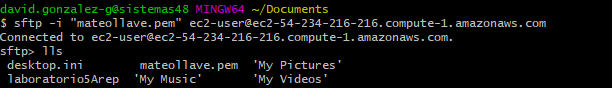 david.gonzalez-g@sistemas48 MINGW64 ~/Documents
$ sftp -i "mateollave.pem" ec2-user@ec2-54-234-216-216.compute-1.amazonaws.com
Connected to ec2-user@ec2-54-234-216-216.compute-1.amazonaws.com.
sftp> lls
desktop.ini mateollave.pem 'My Pictures'
laboratorio5Arep 'My Music' 'My Videos'